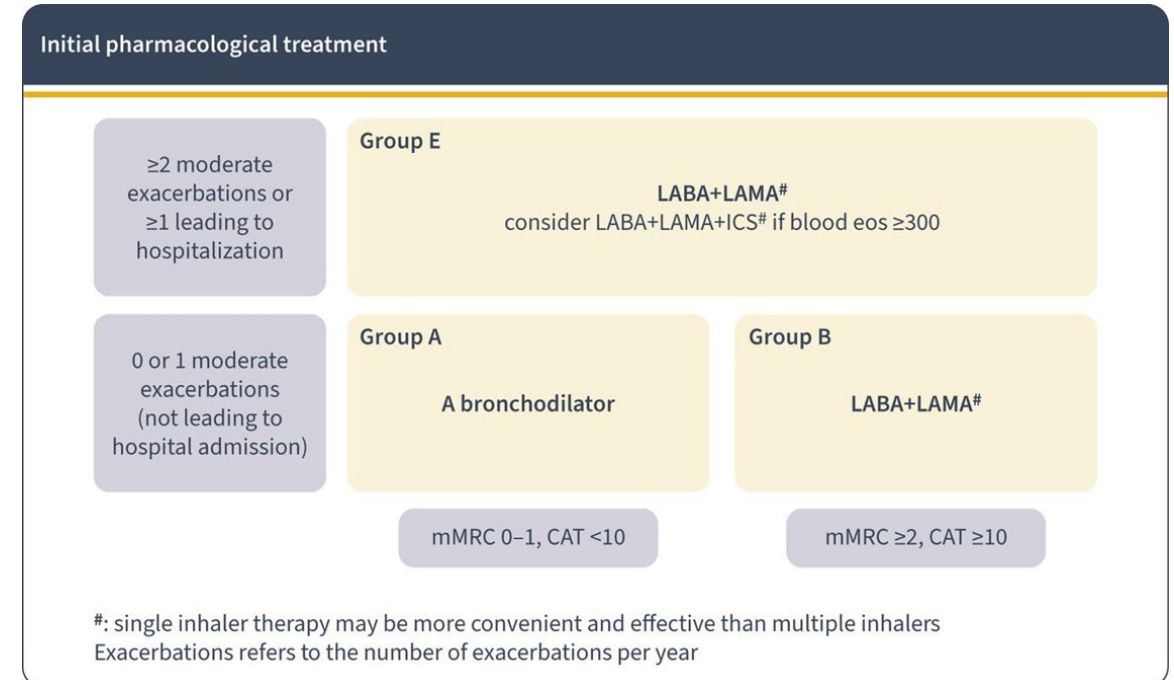 Initial pharmacological treatment
≥2 moderate
exacerbations or
≥1 leading to
hospitalization
Group E
LABA+LAMA#
consider LABA+LAMA+ICS# if blood eos ≥300
0 or 1 moderate
exacerbations
(not leading to
hospital admission)
Group A
A bronchodilator
Group B
LABA+LAMA#
mMRC 0–1, CAT <10
mMRC ≥2, CAT ≥10
#: single inhaler therapy may be more convenient and effective than multiple inhalers
Exacerbations refers to the number of exacerbations per year